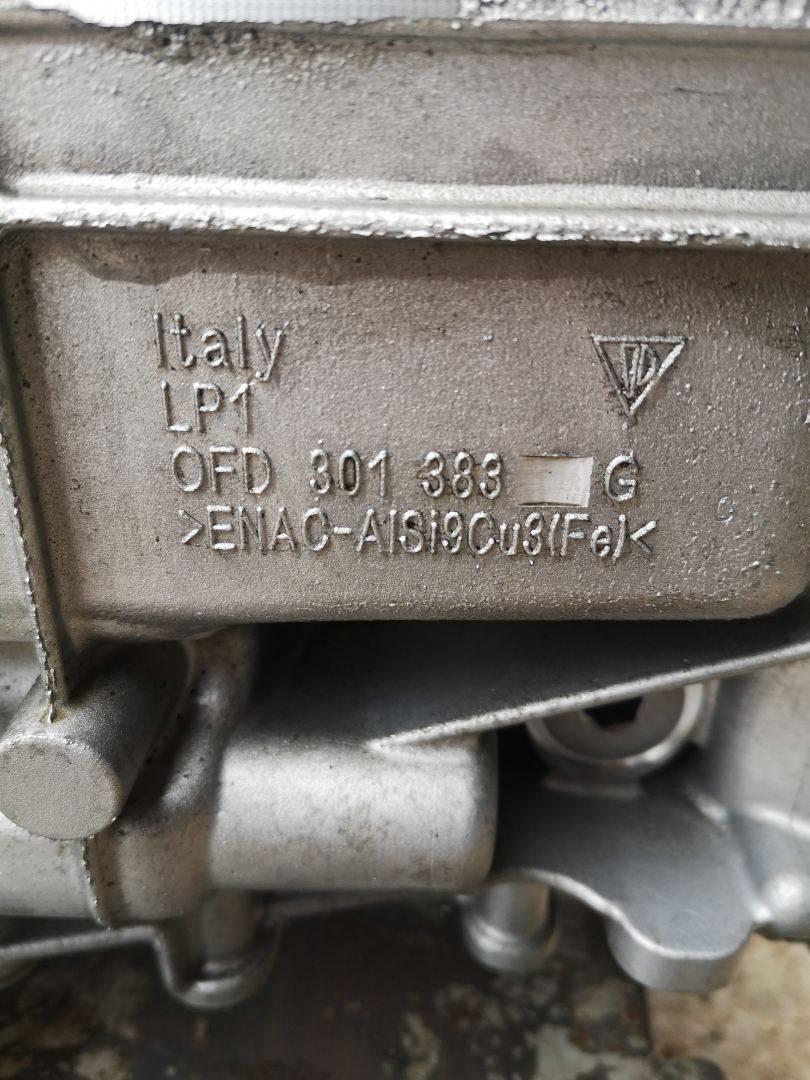 Italy
LP1
0FD 301 383 G
>ENAC-AlSi9Cu3(Fe)<